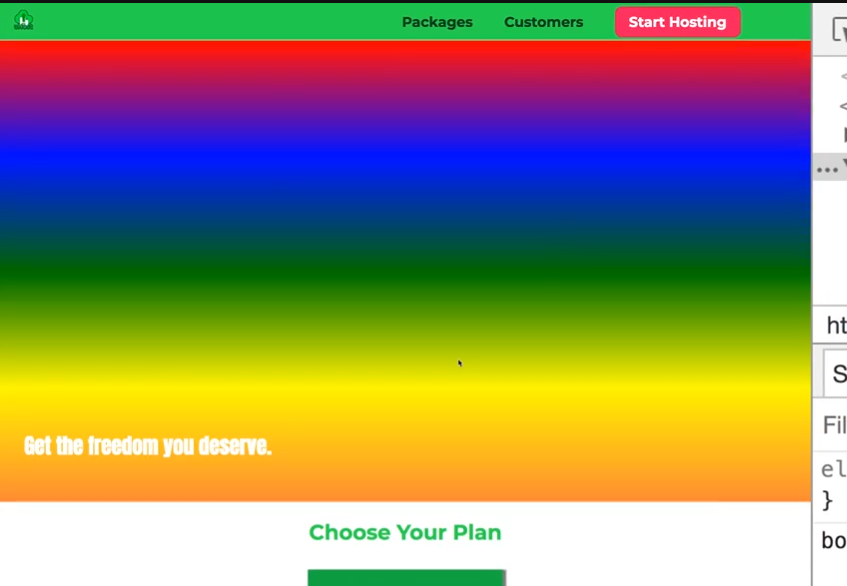 Packages Customers Start Hosting
Get the freedom you deserve.
Choose Your Plan
ht
S
Fil
el
}
bo